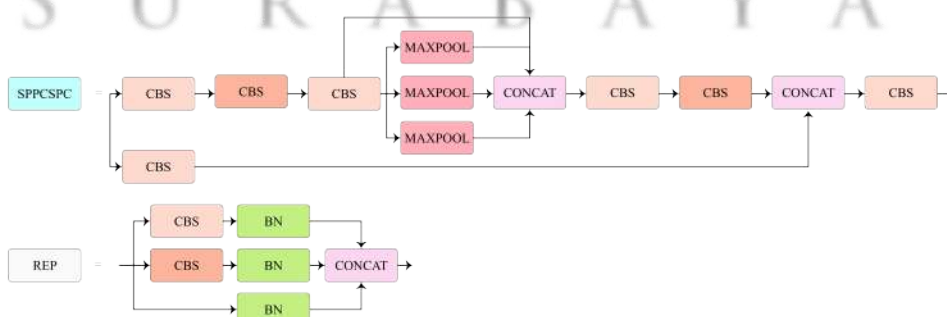 SURABAYA
MAXPOOL
SPPCSPC = CBS CBS CBS MAXPOOL CONCAT CBS CBS CONCAT CBS
MAXPOOL
CBS
CBS BN
REP = CBS BN CONCAT
BN